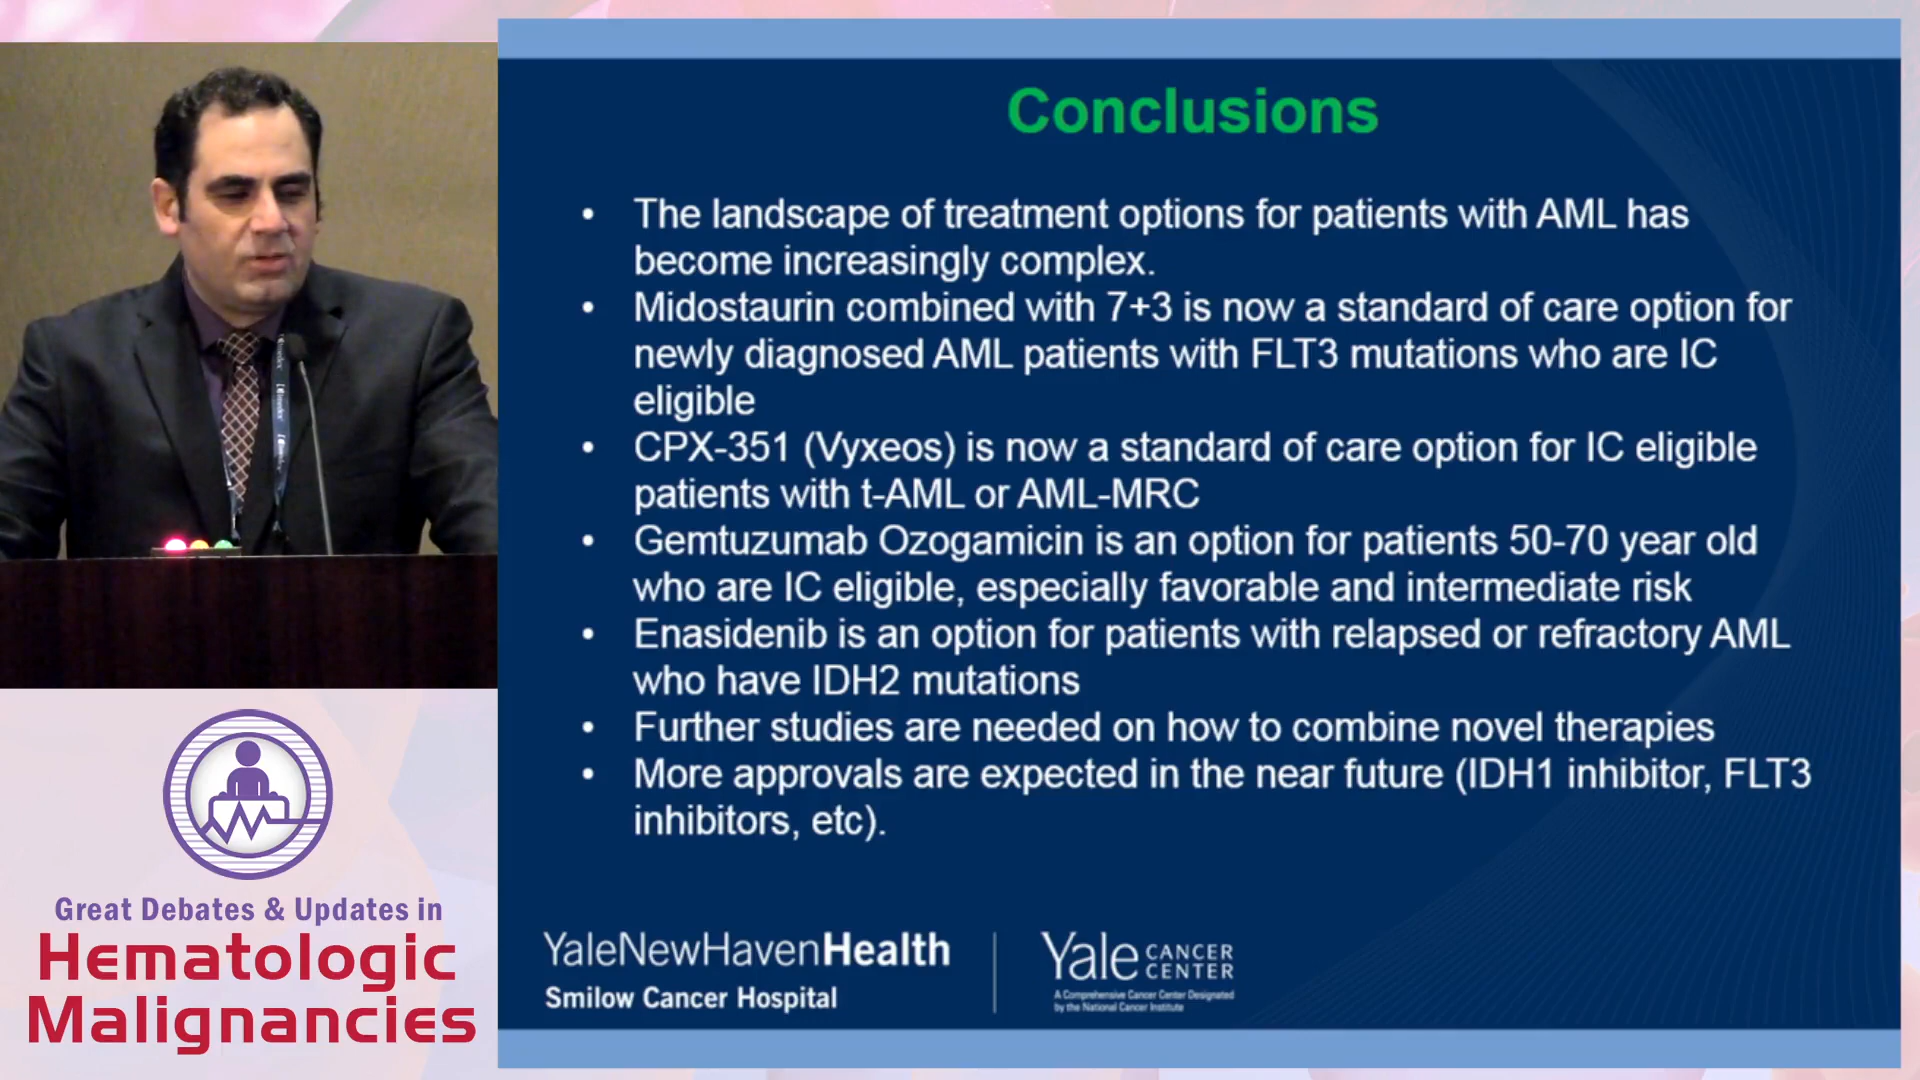 Conclusions
• The landscape of treatment options for patients with AML has
become increasingly complex.
• Midostaurin combined with 7+3 is now a standard of care option for
newly diagnosed AML patients with FLT3 mutations who are IC
eligible
• CPX-351 (Vyxeos) is now a standard of care option for IC eligible
patients with t-AML or AML-MRC
• Gemtuzumab Ozogamicin is an option for patients 50-70 year old
who are IC eligible, especially favorable and intermediate risk
• Enasidenib is an option for patients with relapsed or refractory AML
who have IDH2 mutations
• Further studies are needed on how to combine novel therapies
• More approvals are expected in the near future (IDH1 inhibitor, FLT3
inhibitors, etc).
YaleNewHavenHealth
Smilow Cancer Hospital
Yale CANCER
CENTER
A Comprehensive Cancer Center Designated
by the National Cancer Institute
Great Debates & Updates in
Hematologic
Malignancies